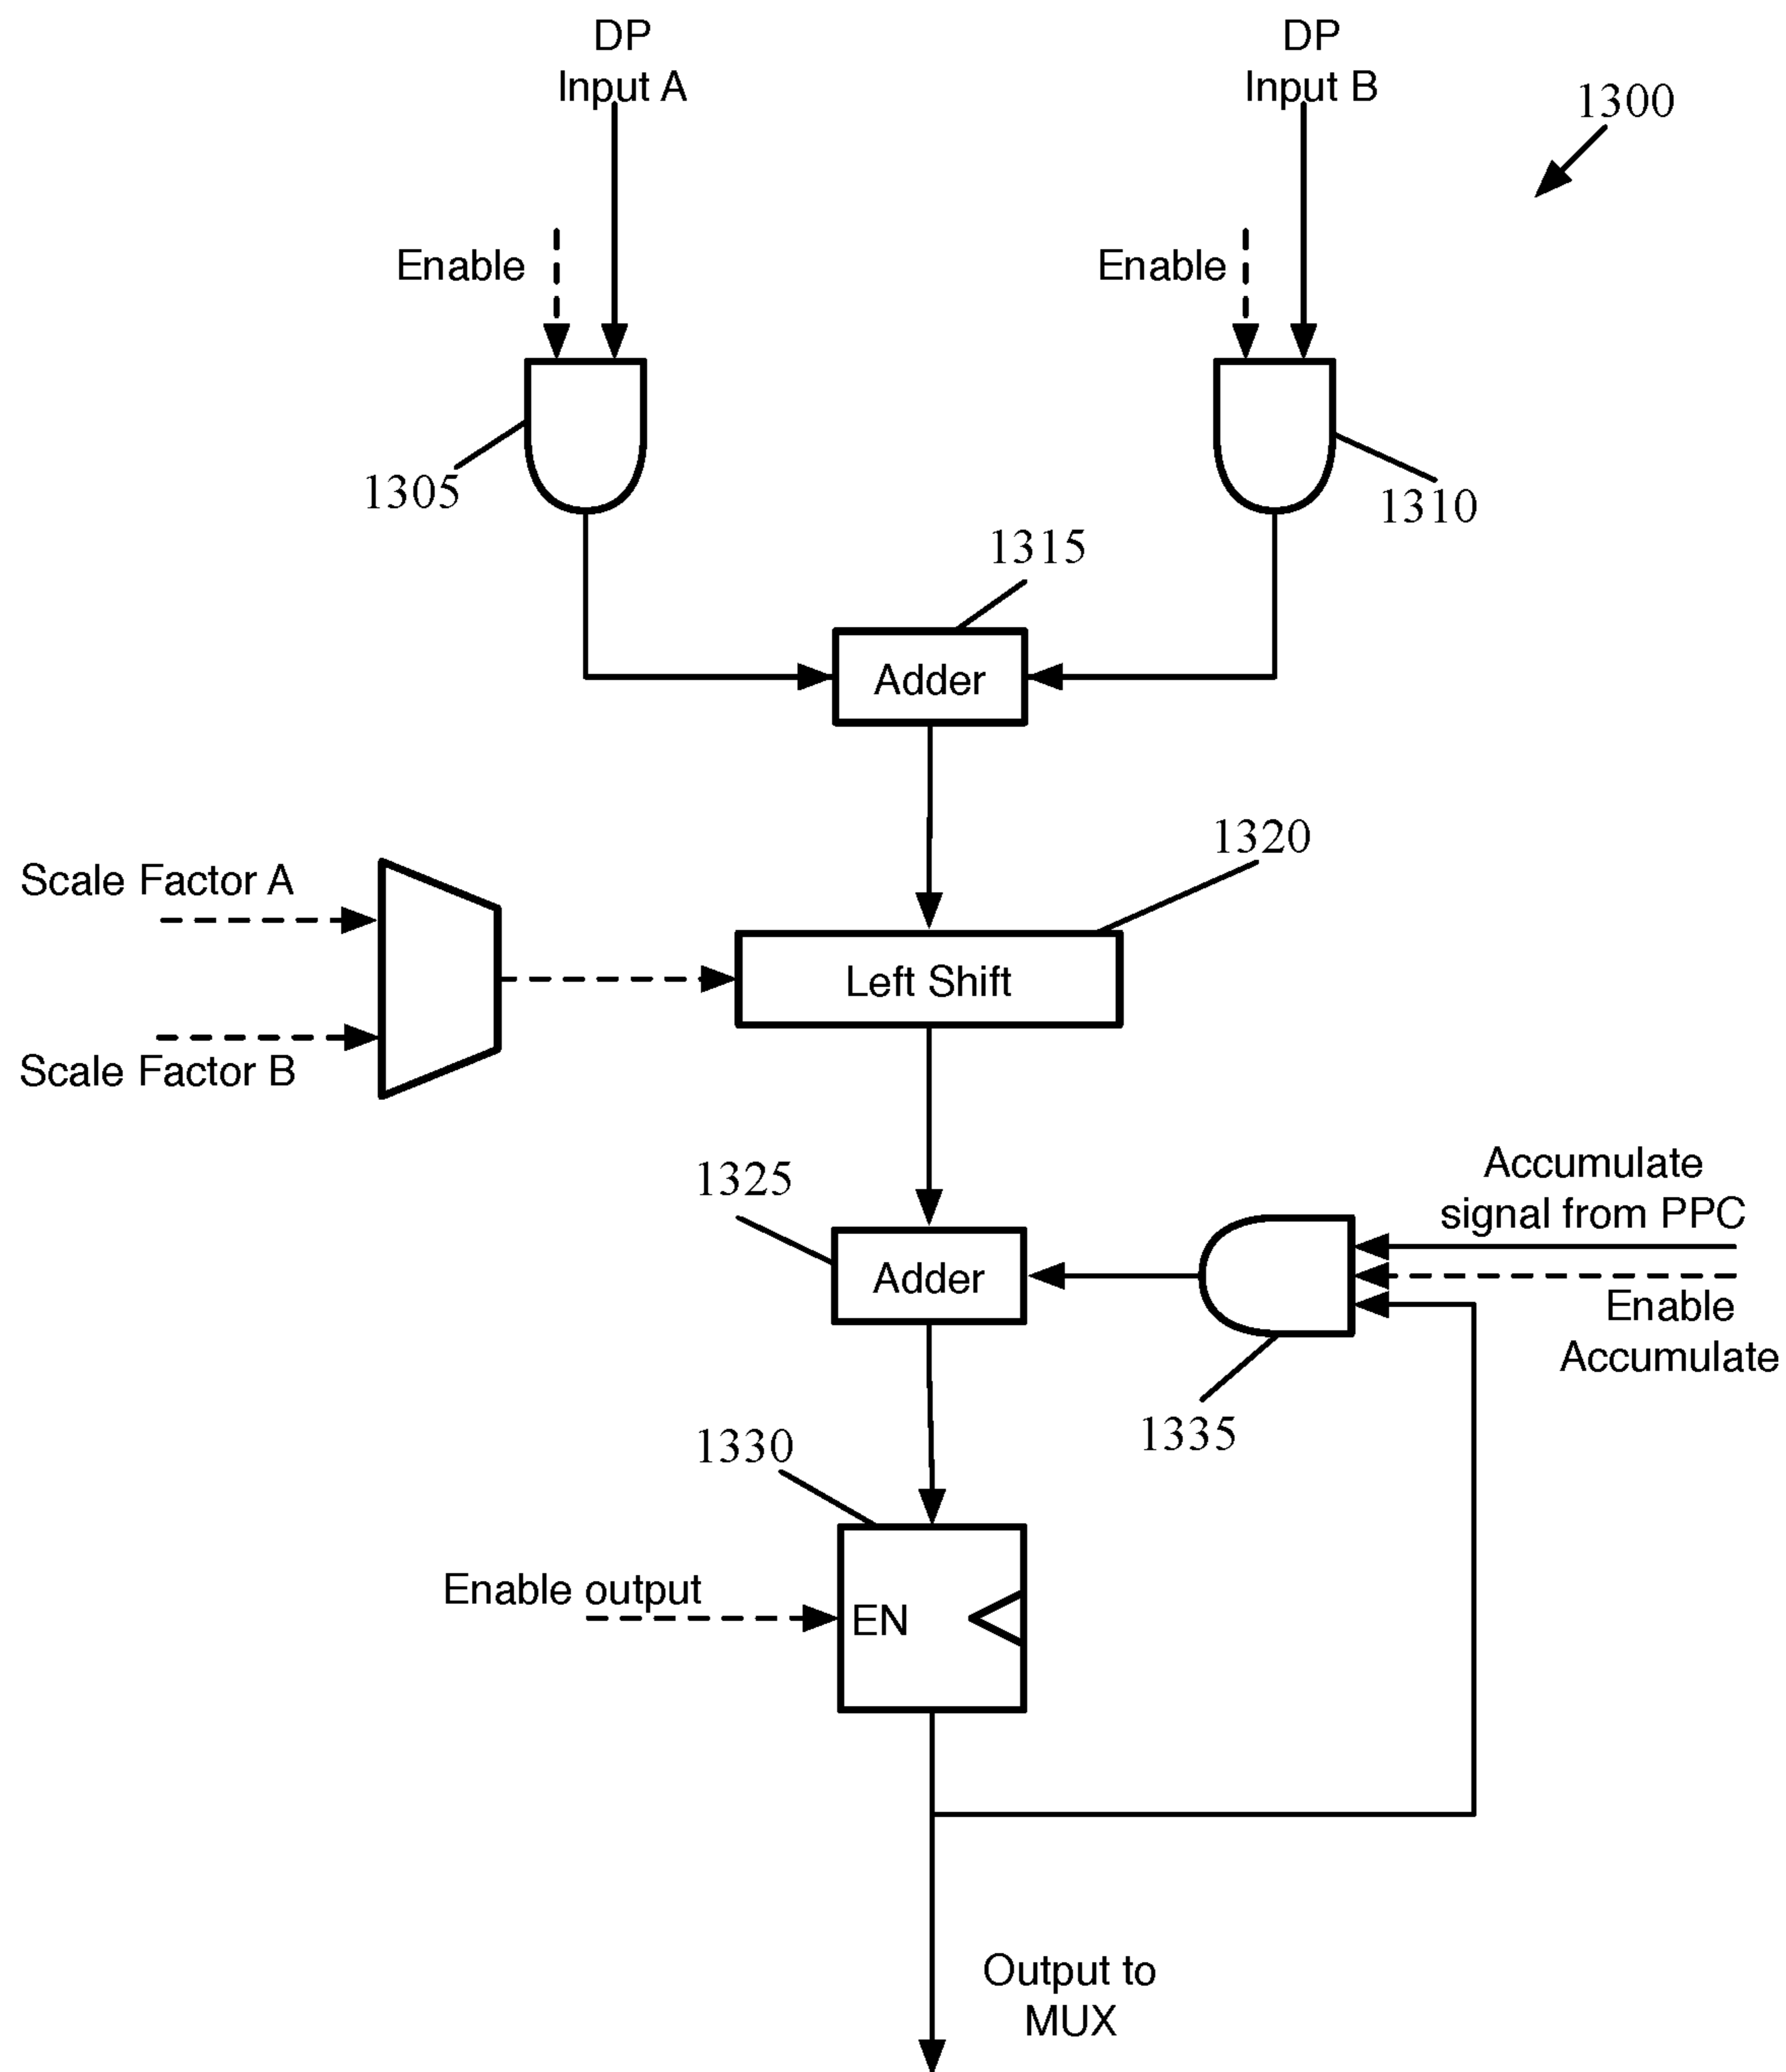 DP
Input A
DP
Input B
1300
Enable
Enable
1305
1310
1315
Adder
1320
Scale Factor A
Left Shift
Scale Factor B
1325
Accumulate
signal from PPC
Adder
Enable
Accumulate
1335
1330
Enable output
EN
Output to
MUX